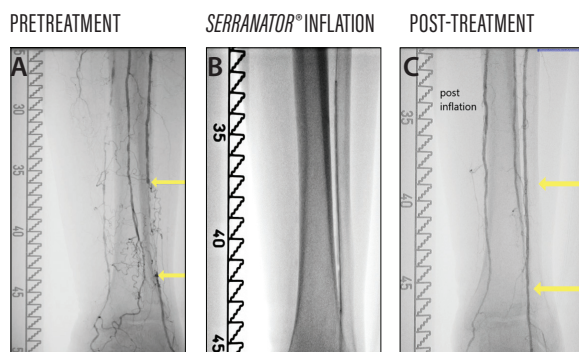 PRETREATMENT
SERRANATOR® INFLATION
POST-TREATMENT
A
30
35
40
45
B
35
40
45
C
post
inflation
35
40
45